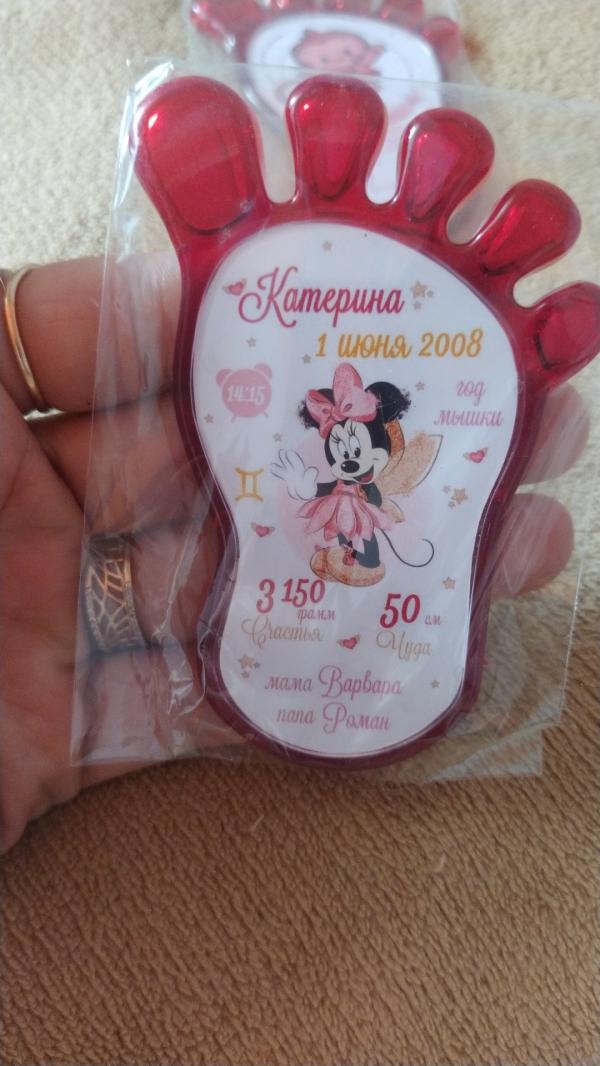 Катерина
1 июня 2008
14:15
год
мышки
3 150
грамм
Счастья
50 см
Чуда
мама Варвара
папа Роман